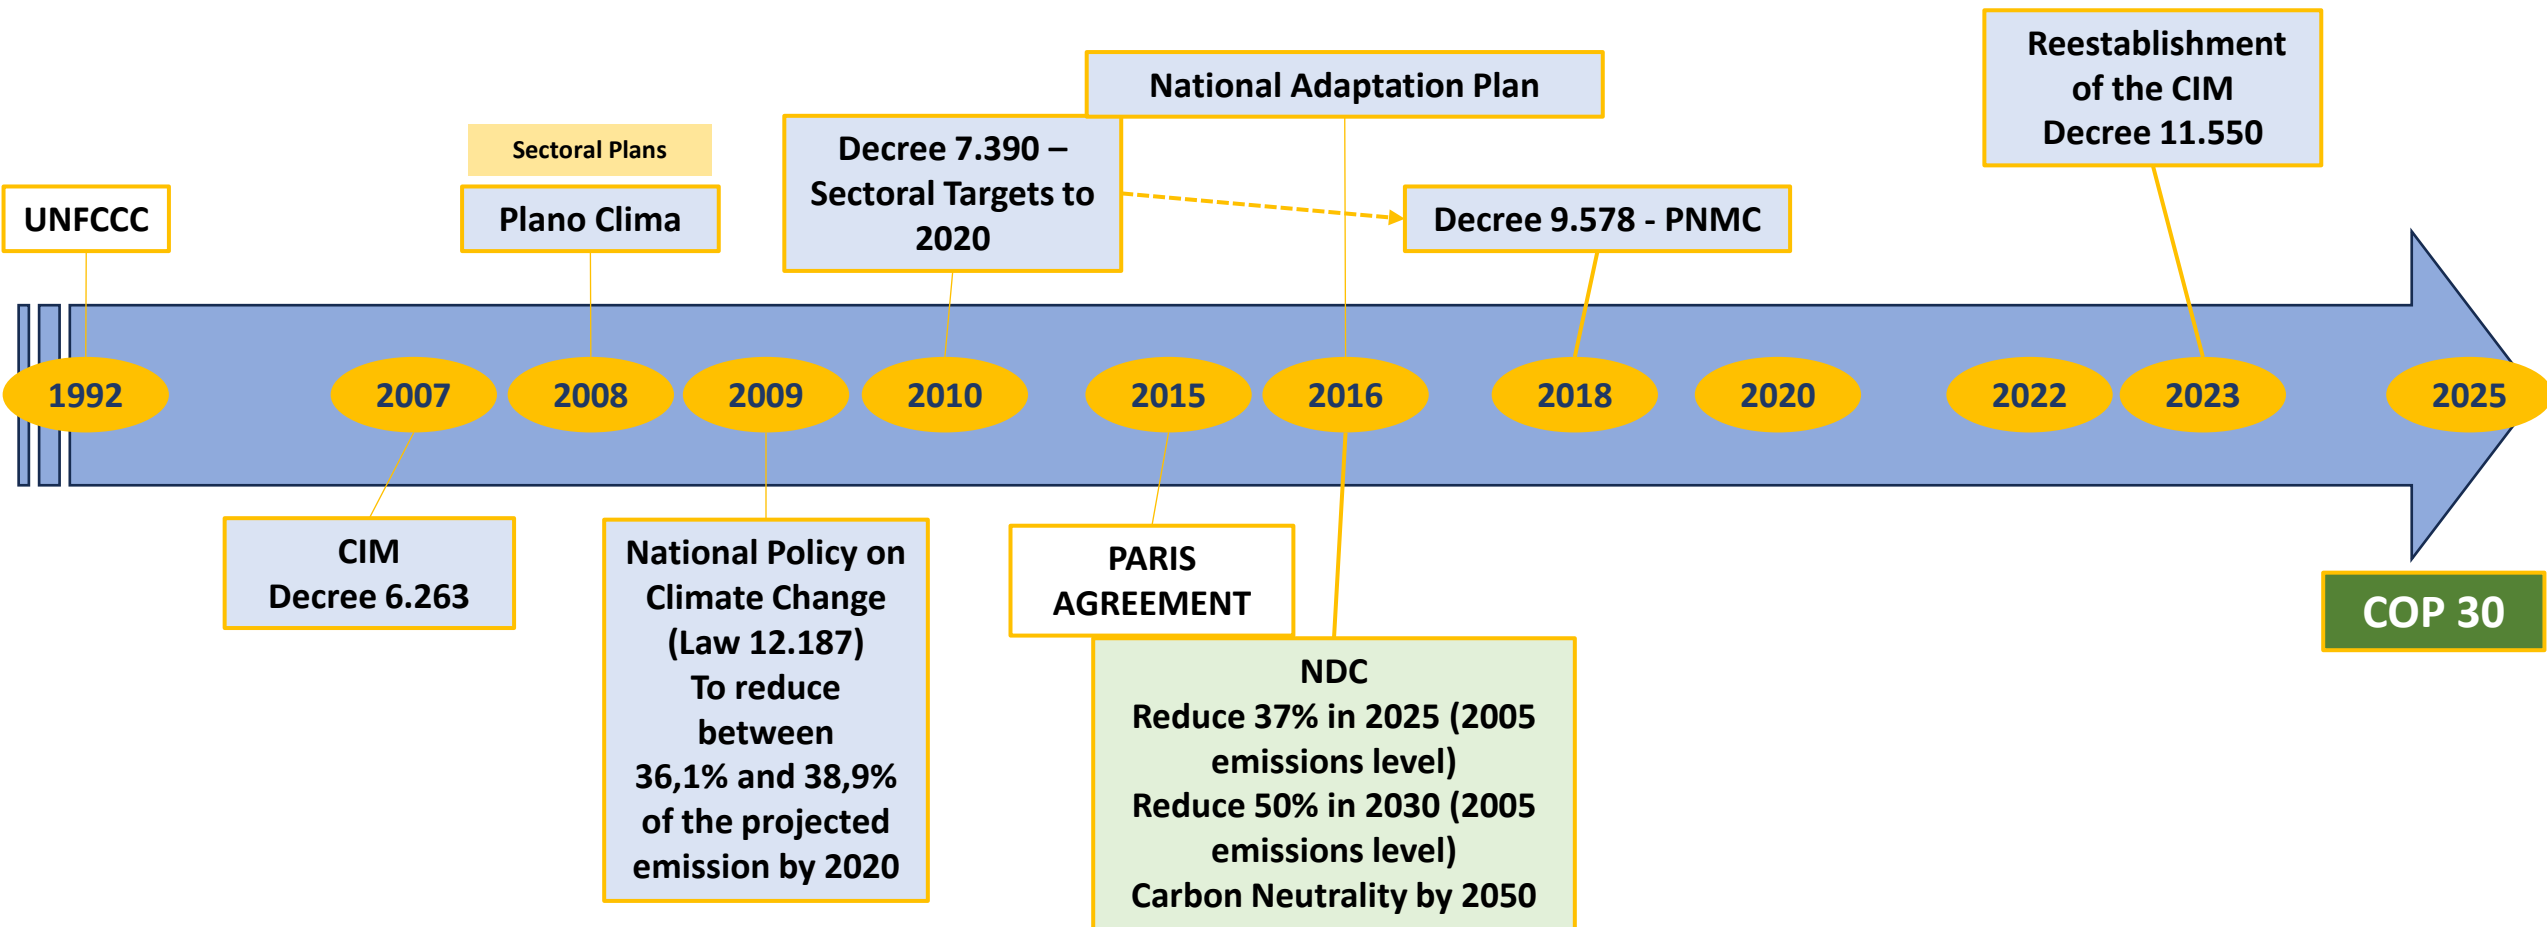 UNFCCC
Sectoral Plans
Plano Clima
Decree 7.390 –
Sectoral Targets to
2020
National Adaptation Plan
Decree 9.578 - PNMC
Reestablishment
of the CIM
Decree 11.550
1992
2007
2008
2009
2010
2015
2016
2018
2020
2022
2023
2025
CIM
Decree 6.263
National Policy on
Climate Change
(Law 12.187)
To reduce
between
36,1% and 38,9%
of the projected
emission by 2020
PARIS
AGREEMENT
NDC
Reduce 37% in 2025 (2005
emissions level)
Reduce 50% in 2030 (2005
emissions level)
Carbon Neutrality by 2050
COP 30